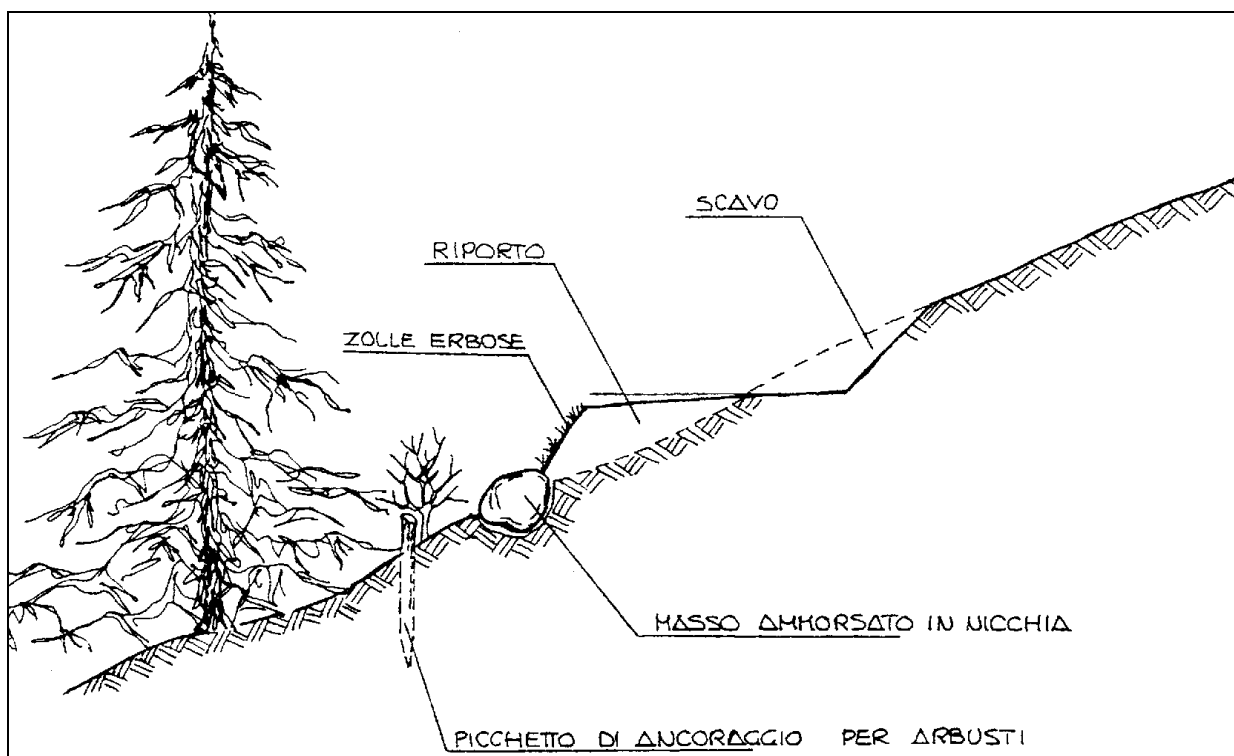 SCAVO
RIPORTO
ZOLLE ERBOSE
MASSO AMMORSATO IN NICCHIA
PICCHETTO DI ANCORAGGIO PER ARBUSTI